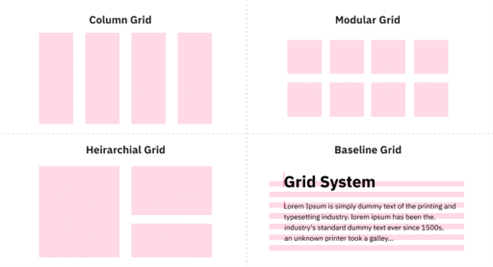 Column Grid
Modular Grid
Heirarchial Grid
Baseline Grid
Grid System
Lorem Ipsum is simply dummy text of the printing and
typesetting industry. lorem ipsum has been the.
industry's standard dummy text ever since 1500s,
an unknown printer took a galley...